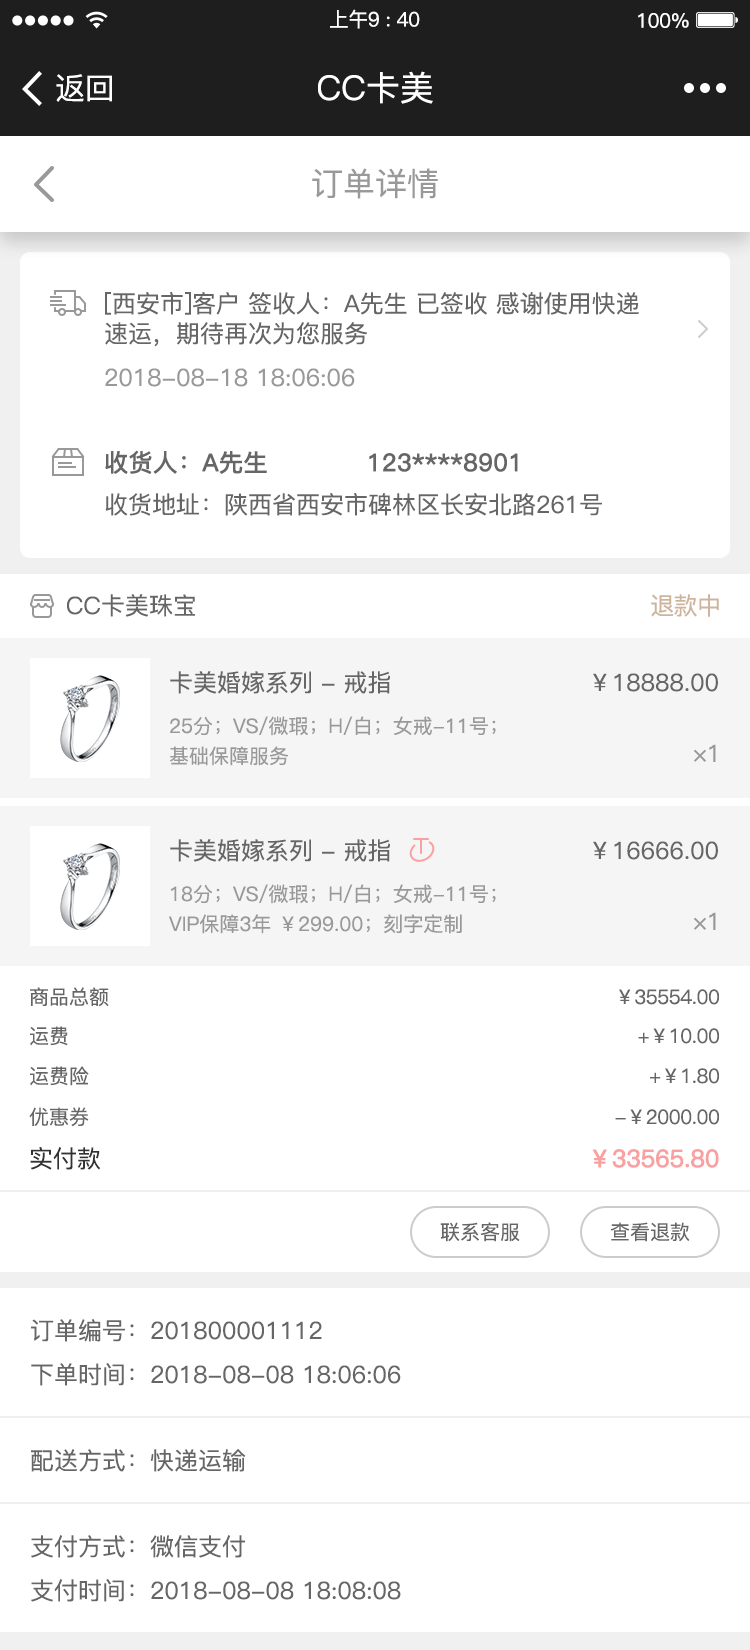 上午9 : 40
100%
返回
CC卡美
订单详情
[西安市]客户 签收人：A先生 已签收 感谢使用快递
速运，期待再次为您服务
2018-08-18 18:06:06
收货人：A先生 123****8901
收货地址：陕西省西安市碑林区长安北路261号
CC卡美珠宝 退款中
卡美婚嫁系列 – 戒指 ￥18888.00
25分；VS/微瑕；H/白；女戒–11号；
基础保障服务 ×1
卡美婚嫁系列 – 戒指 ￥16666.00
18分；VS/微瑕；H/白；女戒–11号；
VIP保障3年 ￥299.00；刻字定制 ×1
商品总额 ￥35554.00
运费 +￥10.00
运费险 +￥1.80
优惠券 –￥2000.00
实付款 ￥33565.80
联系客服 查看退款
订单编号：201800001112
下单时间：2018-08-08 18:06:06
配送方式：快递运输
支付方式：微信支付
支付时间：2018-08-08 18:08:08